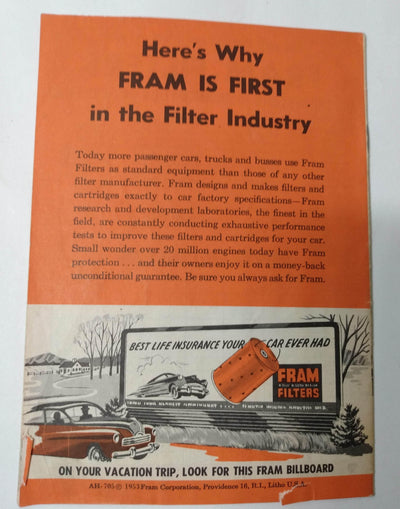 Here's Why
FRAM IS FIRST
in the Filter Industry
Today more passenger cars, trucks and busses use Fram
Filters as standard equipment than those of any other
filter manufacturer. Fram designs and makes filters and
cartridges exactly to car factory specifications—Fram
research and development laboratories, the finest in the
field, are constantly conducting exhaustive performance
tests to improve these filters and cartridges for your car.
Small wonder over 20 million engines today have Fram
protection . . . and their owners enjoy it on a money-back
unconditional guarantee. Be sure you always ask for Fram.
BEST LIFE INSURANCE YOUR CAR EVER HAD
FRAM
FILTERS
ON YOUR VACATION TRIP, LOOK FOR THIS FRAM BILLBOARD
AH-705 © 1953 Fram Corporation, Providence 16, R.I., Litho U.S.A.